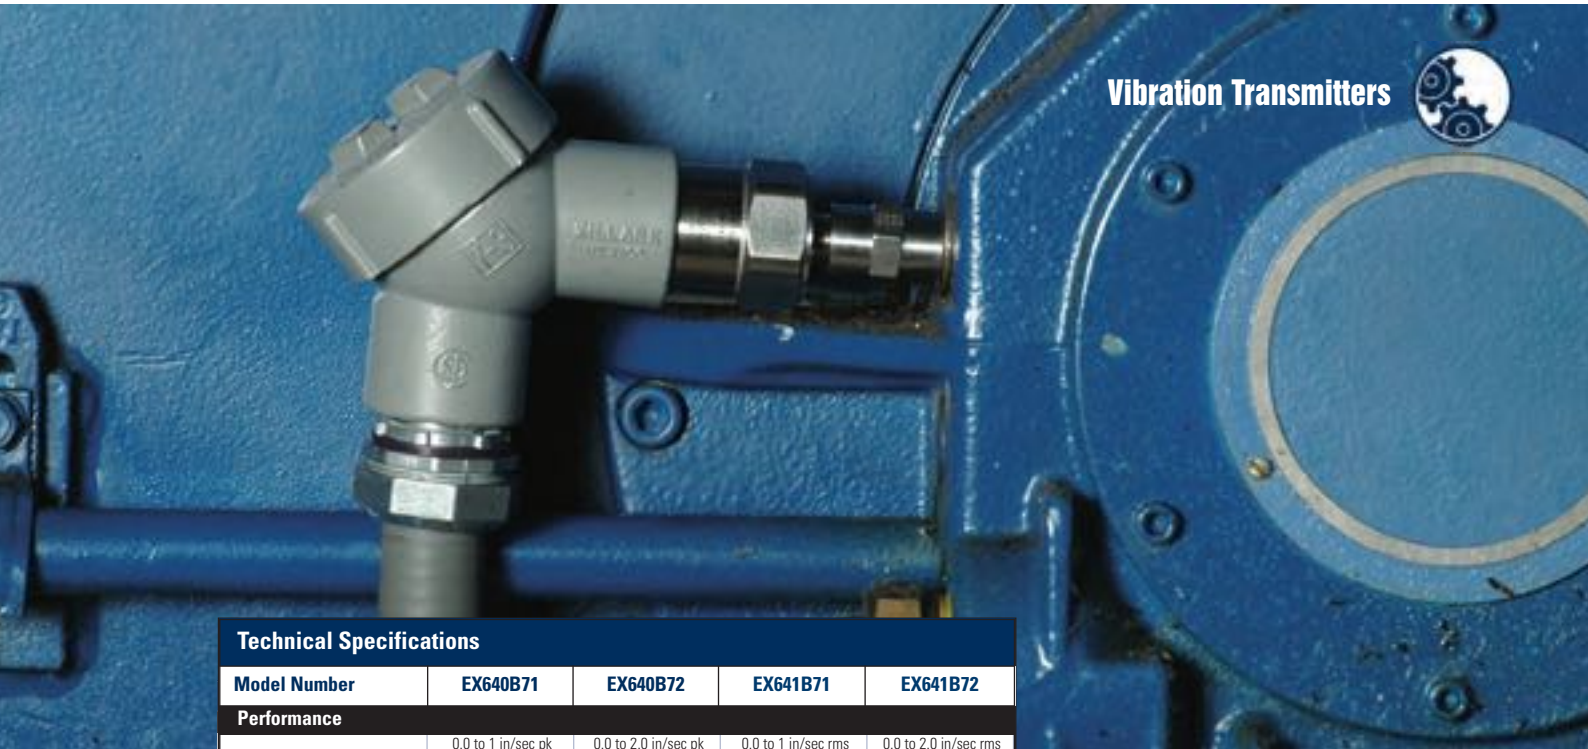 Vibration Transmitters
Technical Specifications
Model Number EX640B71 EX640B72 EX641B71 EX641B72
Performance
0.0 to 1 in/sec pk 0.0 to 2.0 in/sec pk 0.0 to 1 in/sec rms 0.0 to 2.0 in/sec rms